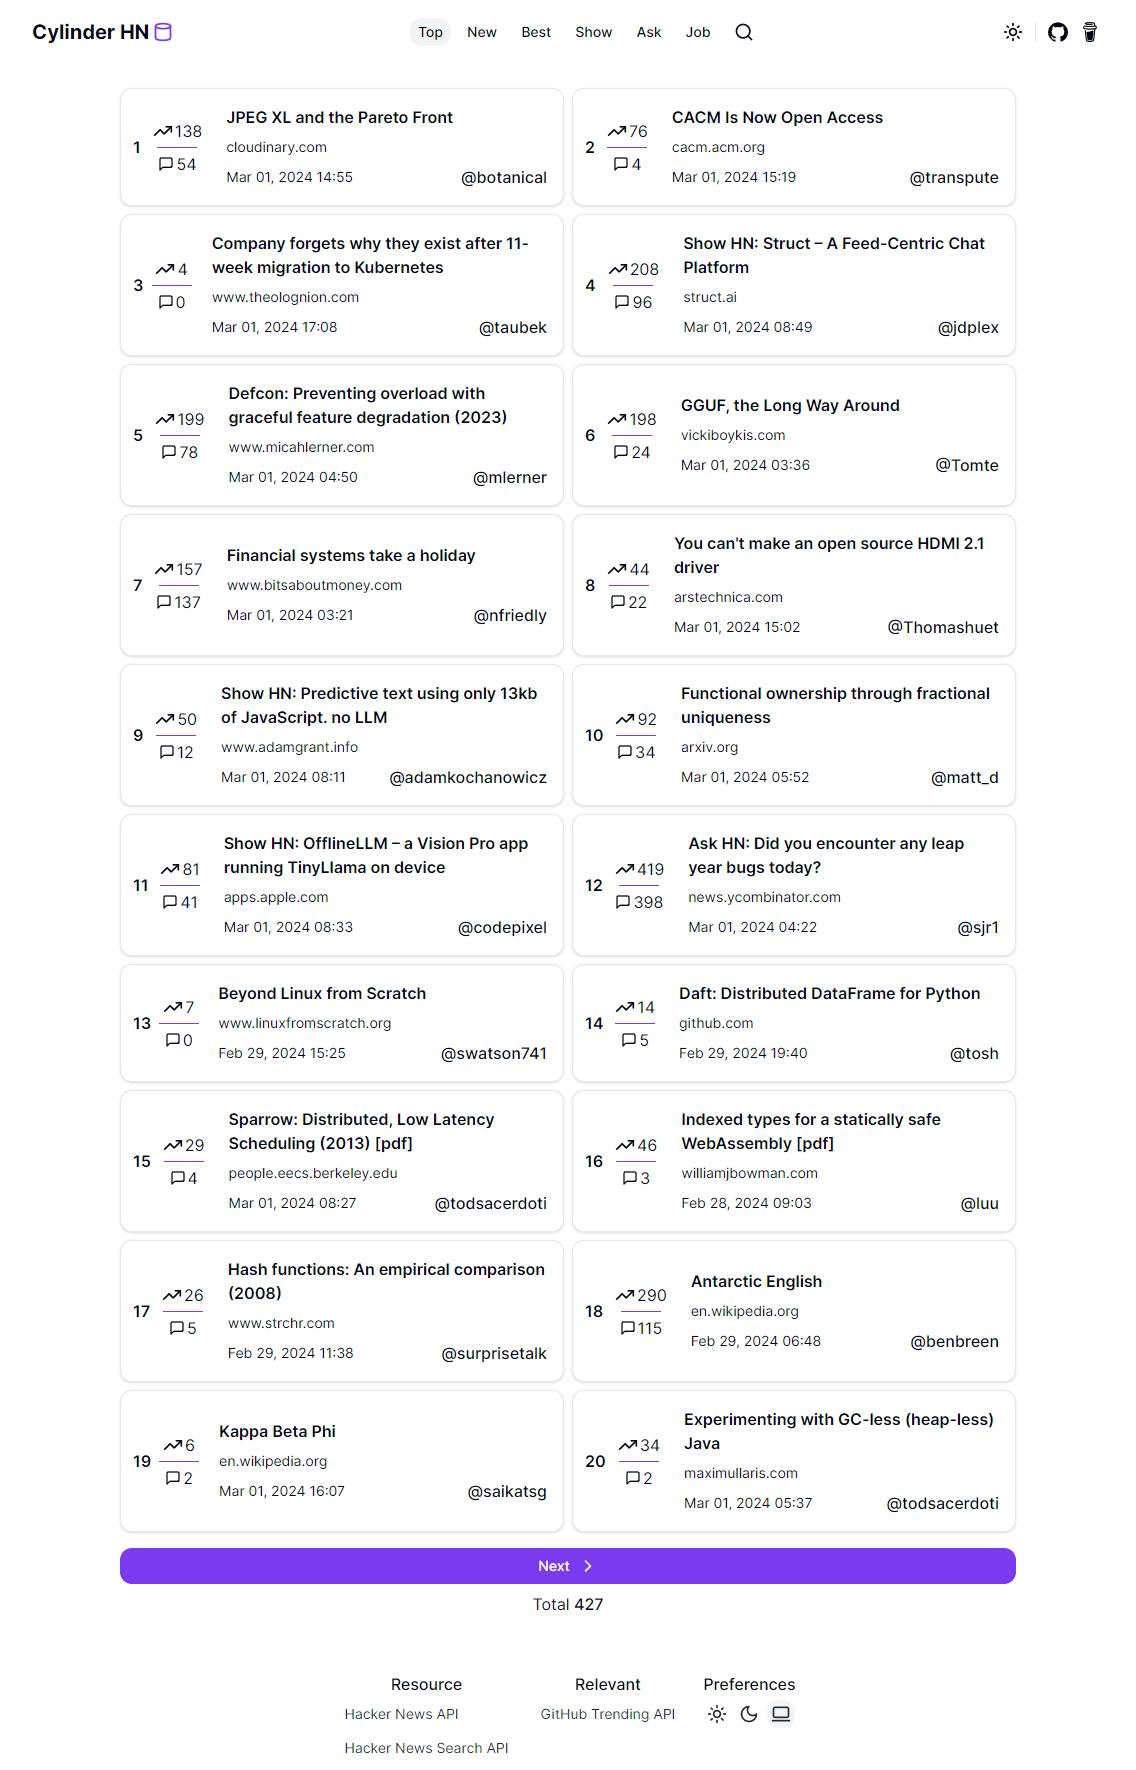 Cylinder HN
Top New Best Show Ask Job
1
138
54
JPEG XL and the Pareto Front
cloudinary.com
Mar 01, 2024 14:55 @botanical
2
76
4
CACM Is Now Open Access
cacm.acm.org
Mar 01, 2024 15:19 @transpute
3
4
0
Company forgets why they exist after 11-
week migration to Kubernetes
www.theolognion.com
Mar 01, 2024 17:08 @taubek
4
208
96
Show HN: Struct – A Feed-Centric Chat
Platform
struct.ai
Mar 01, 2024 08:49 @jdplex
5
199
78
Defcon: Preventing overload with
graceful feature degradation (2023)
www.micahlerner.com
Mar 01, 2024 04:50 @mlerner
6
198
24
GGUF, the Long Way Around
vickiboykis.com
Mar 01, 2024 03:36 @Tomte
7
157
137
Financial systems take a holiday
www.bitsaboutmoney.com
Mar 01, 2024 03:21 @nfriedly
8
44
22
You can't make an open source HDMI 2.1
driver
arstechnica.com
Mar 01, 2024 15:02 @Thomashuet
9
50
12
Show HN: Predictive text using only 13kb
of JavaScript. no LLM
www.adamgrant.info
Mar 01, 2024 08:11 @adamkochanowicz
10
92
34
Functional ownership through fractional
uniqueness
arxiv.org
Mar 01, 2024 05:52 @matt_d
11
81
41
Show HN: OfflineLLM – a Vision Pro app
running TinyLlama on device
apps.apple.com
Mar 01, 2024 08:33 @codepixel
12
419
398
Ask HN: Did you encounter any leap
year bugs today?
news.ycombinator.com
Mar 01, 2024 04:22 @sjr1
13
7
0
Beyond Linux from Scratch
www.linuxfromscratch.org
Feb 29, 2024 15:25 @swatson741
14
14
5
Daft: Distributed DataFrame for Python
github.com
Feb 29, 2024 19:40 @tosh
15
29
4
Sparrow: Distributed, Low Latency
Scheduling (2013) [pdf]
people.eecs.berkeley.edu
Mar 01, 2024 08:27 @todsacerdoti
16
46
3
Indexed types for a statically safe
WebAssembly [pdf]
williamjbowman.com
Feb 28, 2024 09:03 @luu
17
26
5
Hash functions: An empirical comparison
(2008)
www.strchr.com
Feb 29, 2024 11:38 @surprisetalk
18
290
115
Antarctic English
en.wikipedia.org
Feb 29, 2024 06:48 @benbreen
19
6
2
Kappa Beta Phi
en.wikipedia.org
Mar 01, 2024 16:07 @saikatsg
20
34
2
Experimenting with GC-less (heap-less)
Java
maximullaris.com
Mar 01, 2024 05:37 @todsacerdoti
Next
Total 427
Resource
Hacker News API
Hacker News Search API
Relevant
GitHub Trending API
Preferences